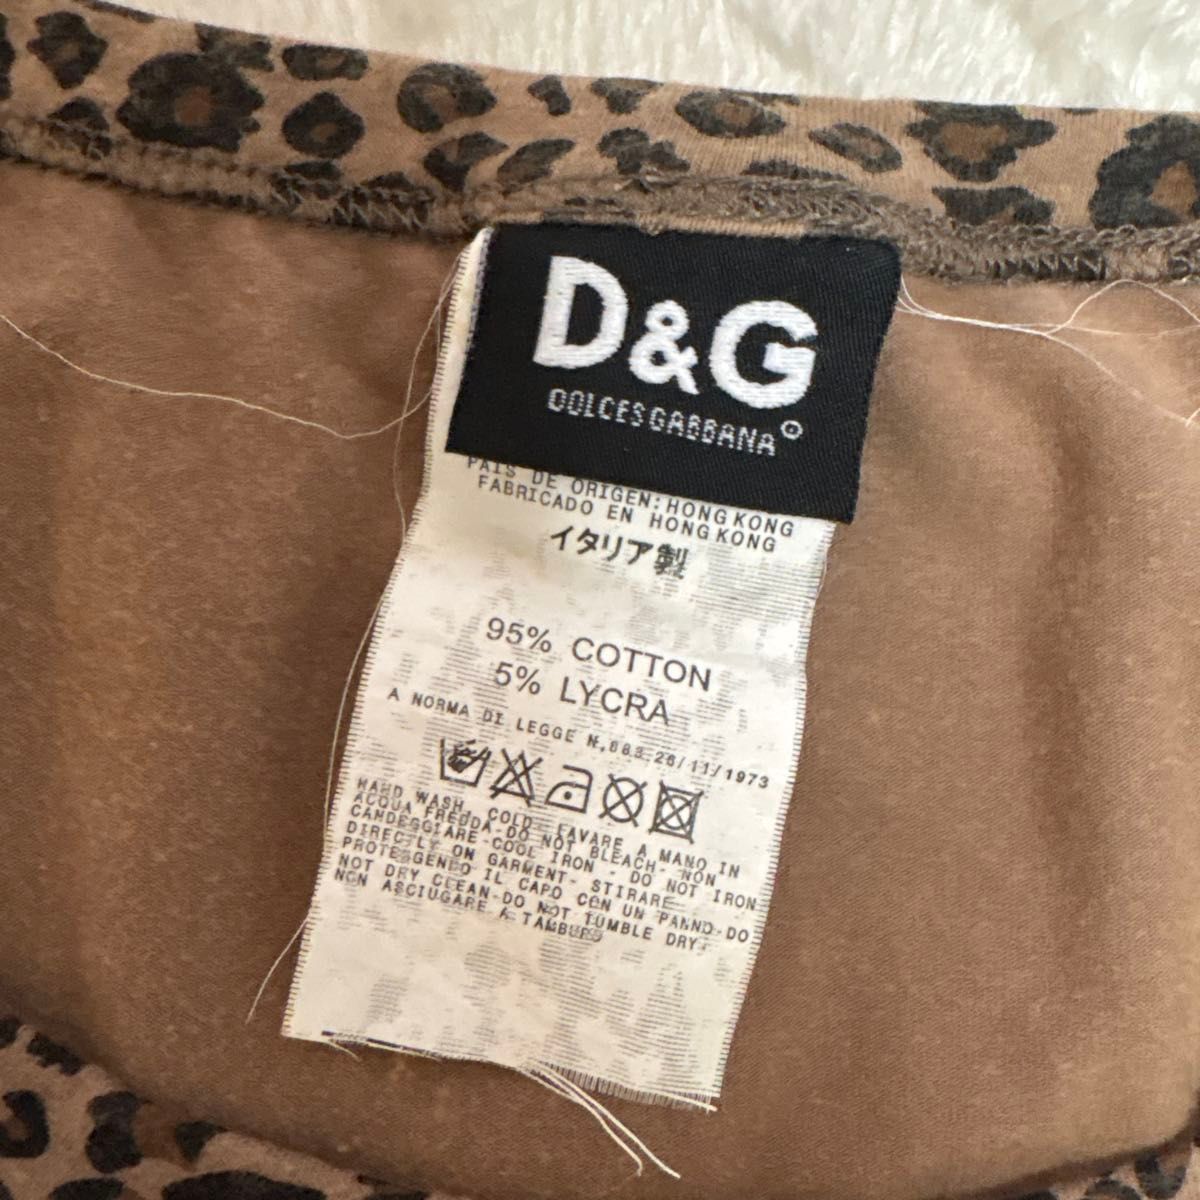 D&G
DOLCE&GABBANA
PAIS DE ORIGEN: HONG KONG
FABRICADO EN HONG KONG
イタリア製
95% COTTON
5% LYCRA
A NORMA DI LEGGE N.883 26/11/1973
HAND WASH, COLD- LAVARE A MANO IN
ACQUA FREDDA-DO NOT BLEACH- NON
CANDEGGIARE-COOL IRON - DO NOT IRON
DIRECTLY ON GARMENT- STIRARE
PROTEGGENDO IL CAPO CON UN PANNO-DO
NOT DRY CLEAN-DO NOT TUMBLE DRY-
NON ASCIUGARE A TAMBURO